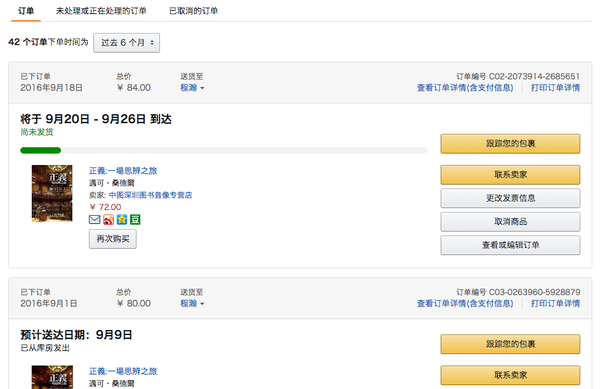 订单 未处理或正在处理的订单 已取消的订单
42 个订单下单时间为 过去 6 个月
已下订单 总价 送货至 订单编号 C02-2073914-2685651
2016年9月18日 ￥ 84.00 程瀚 查看订单详情(含支付信息) 打印订单详情
将于 9月20日 - 9月26日 到达
尚未发货
跟踪您的包裹
正義:一場思辨之旅
邁可·桑德爾
卖家: 中图深圳图书音像专营店
￥ 72.00
豆
再次购买
联系卖家
更改发票信息
取消商品
查看或编辑订单
正義
已下订单 总价 送货至 订单编号 C03-0263960-5928879
2016年9月1日 ￥ 80.00 程瀚 查看订单详情(含支付信息) 打印订单详情
预计送达日期：9月9日
已从库房发出
跟踪您的包裹
正義:一場思辨之旅
邁可·桑德爾
联系卖家
正義